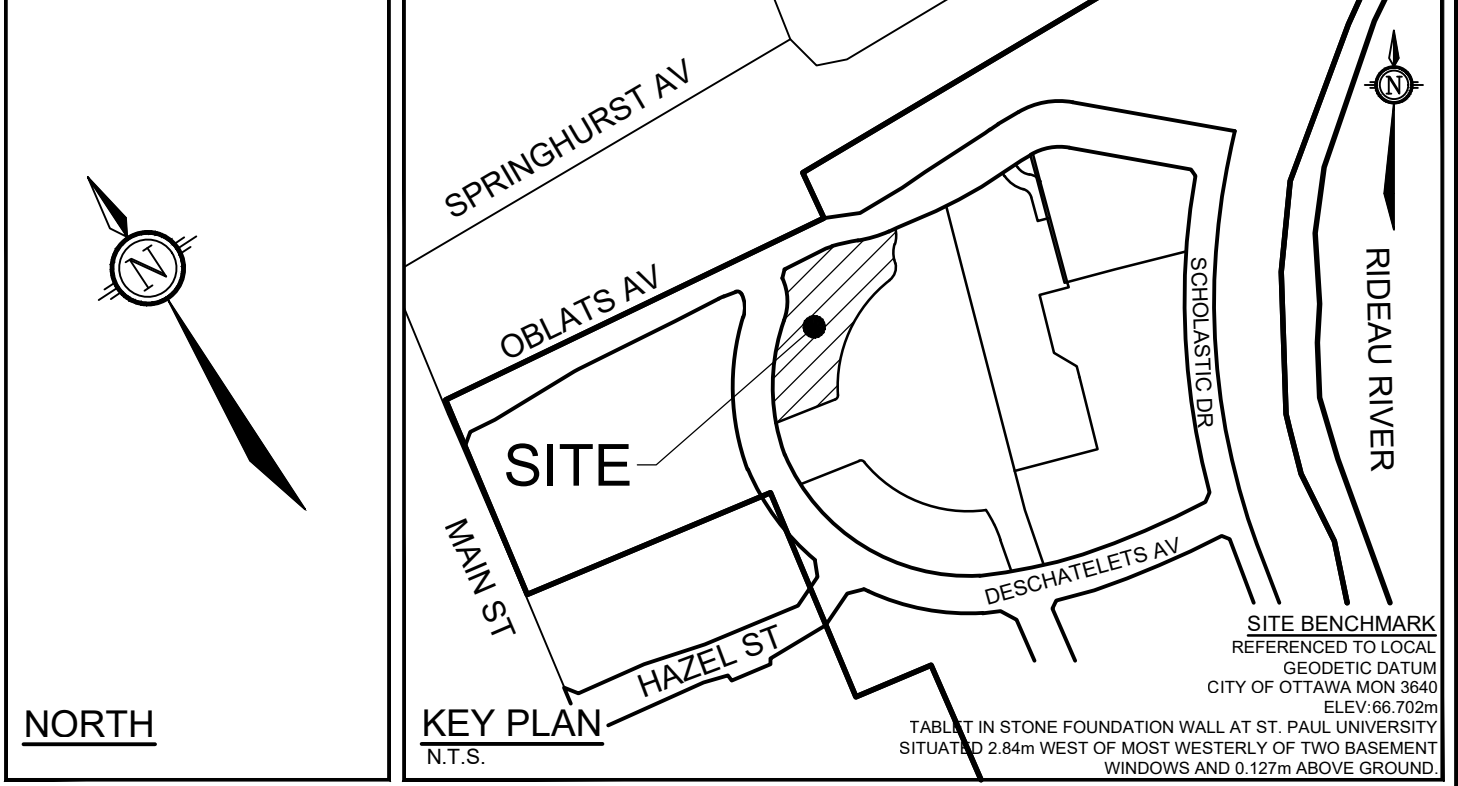 N
NORTH
SPRINGHURST AV
N
OBLATS AV
SCHOLASTIC DR
RIDEAU RIVER
SITE
MAIN ST
DESCHATELETS AV
HAZEL ST
SITE BENCHMARK
REFERENCED TO LOCAL
GEODETIC DATUM
CITY OF OTTAWA MON 3640
ELEV:66.702m
TABLET IN STONE FOUNDATION WALL AT ST. PAUL UNIVERSITY
SITUATED 2.84m WEST OF MOST WESTERLY OF TWO BASEMENT
WINDOWS AND 0.127m ABOVE GROUND.
KEY PLAN
N.T.S.